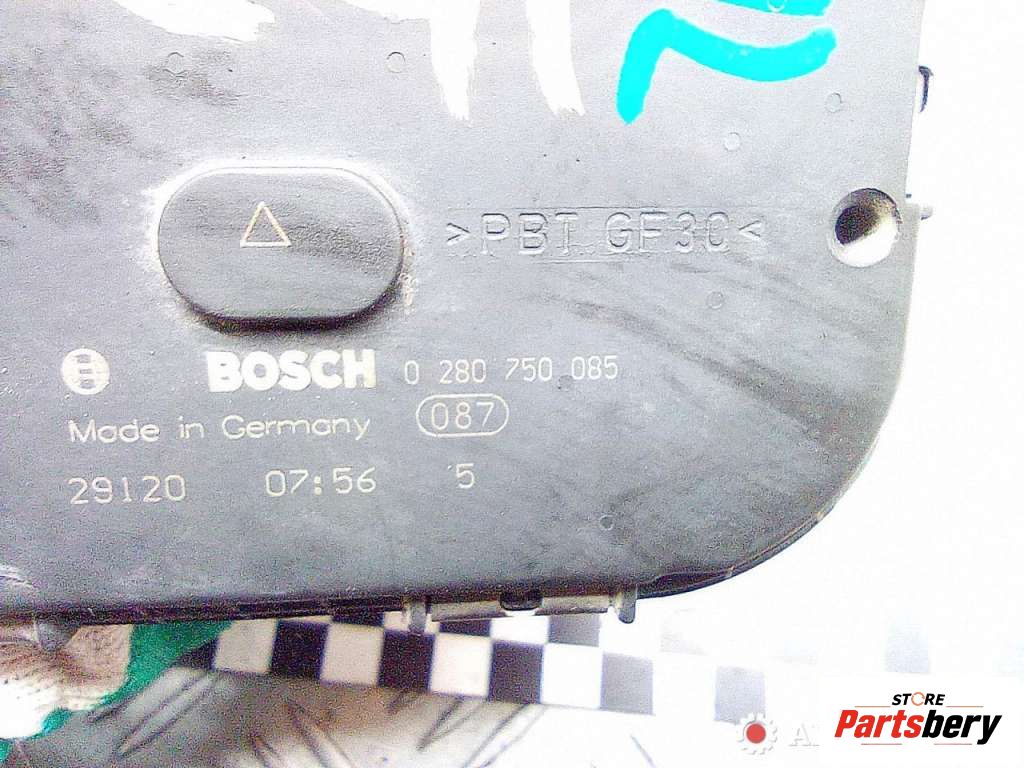 >PBT GF30<
BOSCH 0 280 750 085
Made in Germany 087
29120 07:56 5
STORE
Partsbery